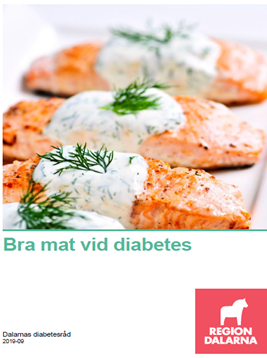 Bra mat vid diabetes
Dalarnas diabetesråd
2019-09
REGION
DALARNA